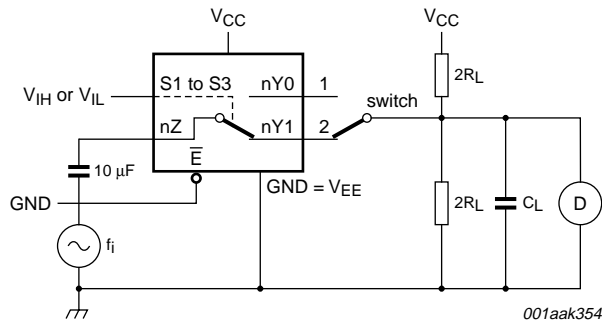 VCC
VCC
S1 to S3
nY0
1
2RL
VIH or VIL
switch
nZ
nY1
2
E
10 μF
GND = VEE
GND
2RL
CL
D
fi
001aak354